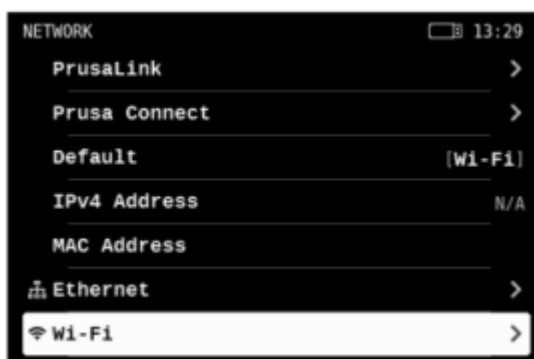 NETWORK 13:29
PrusaLink
Prusa Connect
Default [Wi-Fi]
IPv4 Address N/A
MAC Address
Ethernet
Wi-Fi